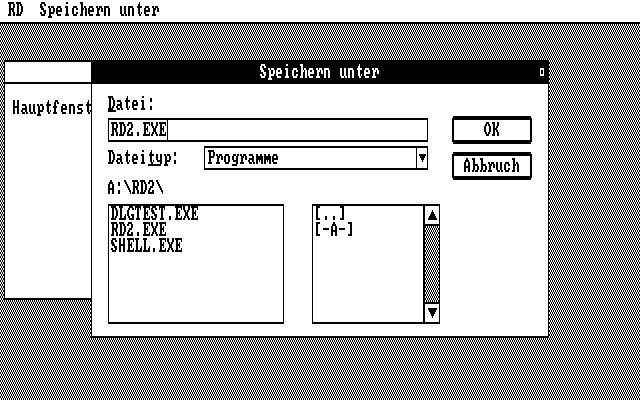 RD Speichern unter
Speichern unter
Hauptfenst
Datei:
RD2.EXE
OK
Dateityp: Programme
Abbruch
A:\RD2\
DLGTEST.EXE
RD2.EXE
SHELL.EXE
[..]
[-A-]